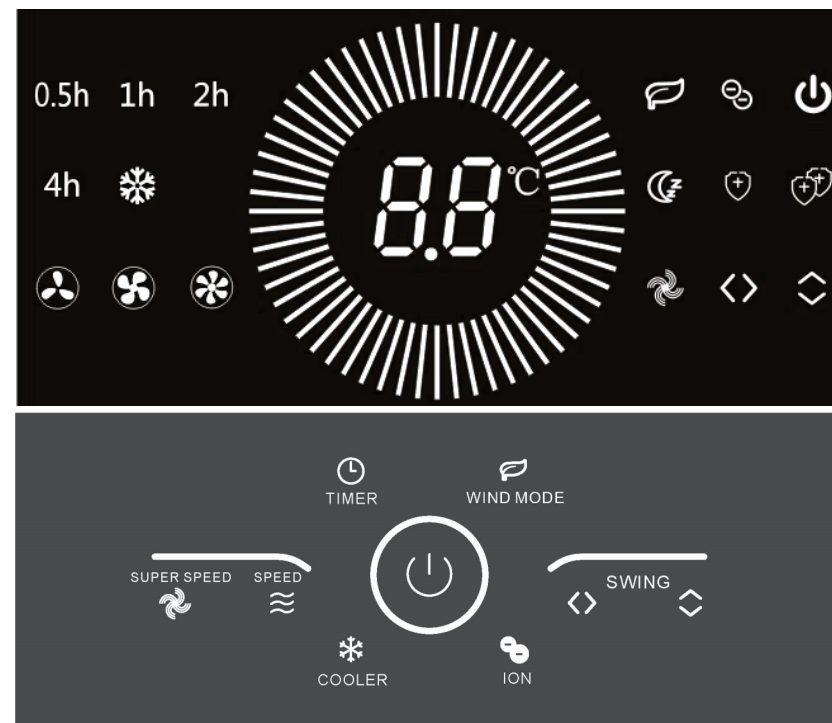 0.5h 1h 2h
4h
8.8 °C
TIMER WIND MODE
SUPER SPEED SPEED SWING
COOLER ION